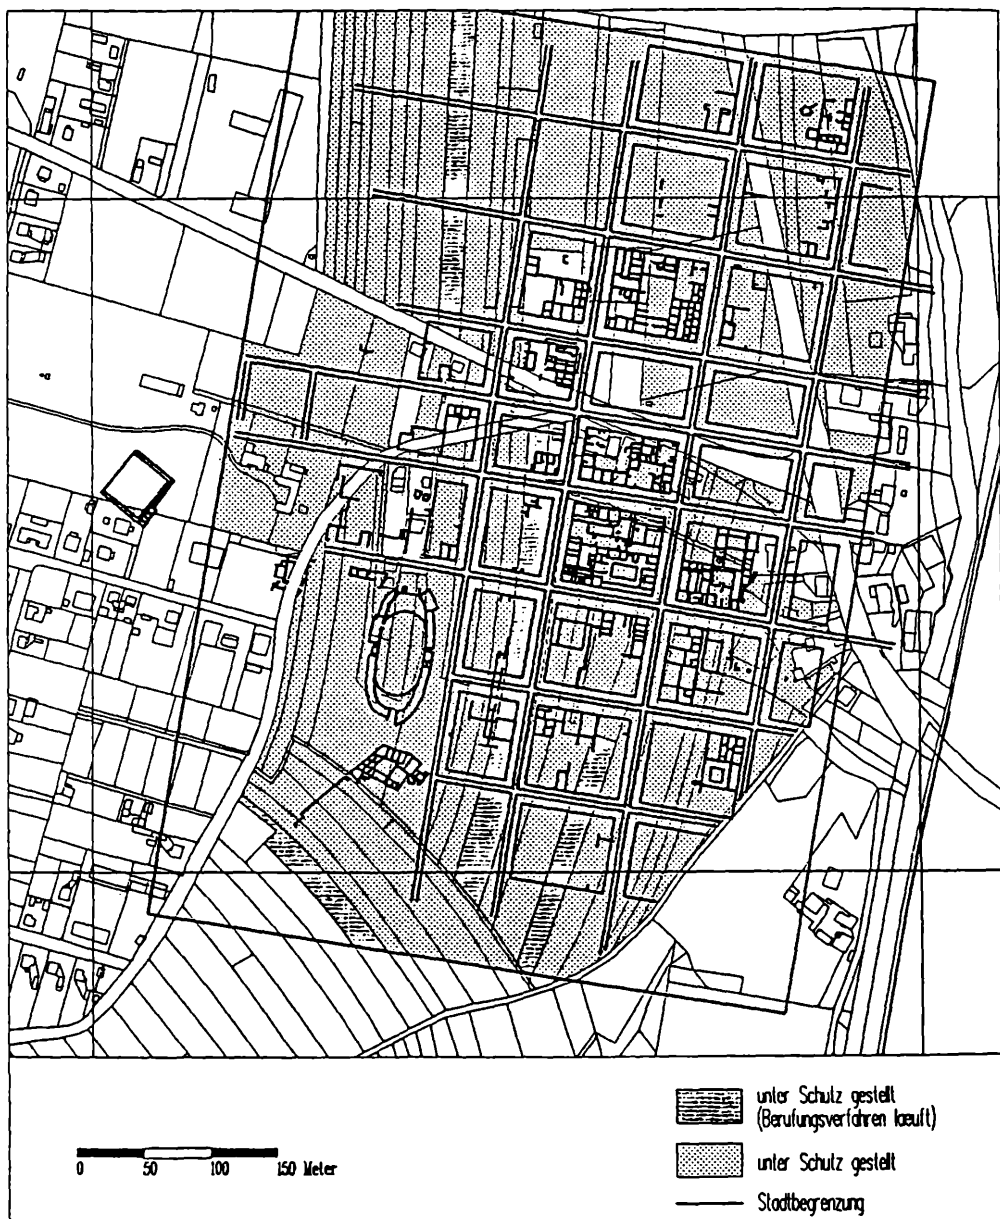 unter Schutz gestellt
(Berufungsverfahren laeuft)
unter Schutz gestellt
Stadtbegrenzung
0 50 100 150 Meter